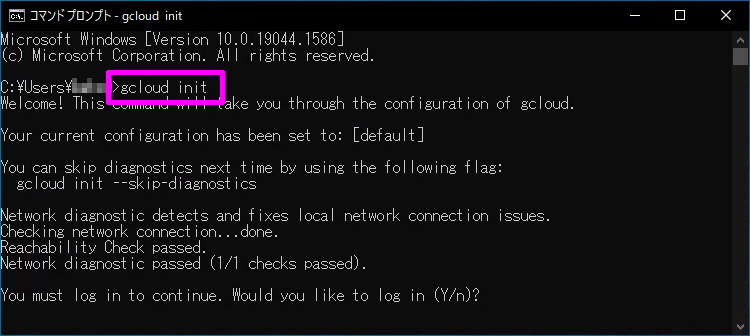 コマンド プロンプト - gcloud init
Microsoft Windows [Version 10.0.19044.1586]
(c) Microsoft Corporation. All rights reserved.
C:¥Users¥>gcloud init
Welcome! This command will take you through the configuration of gcloud.
Your current configuration has been set to: [default]
You can skip diagnostics next time by using the following flag:
gcloud init --skip-diagnostics
Network diagnostic detects and fixes local network connection issues.
Checking network connection...done.
Reachability Check passed.
Network diagnostic passed (1/1 checks passed).
You must log in to continue. Would you like to log in (Y/n)?